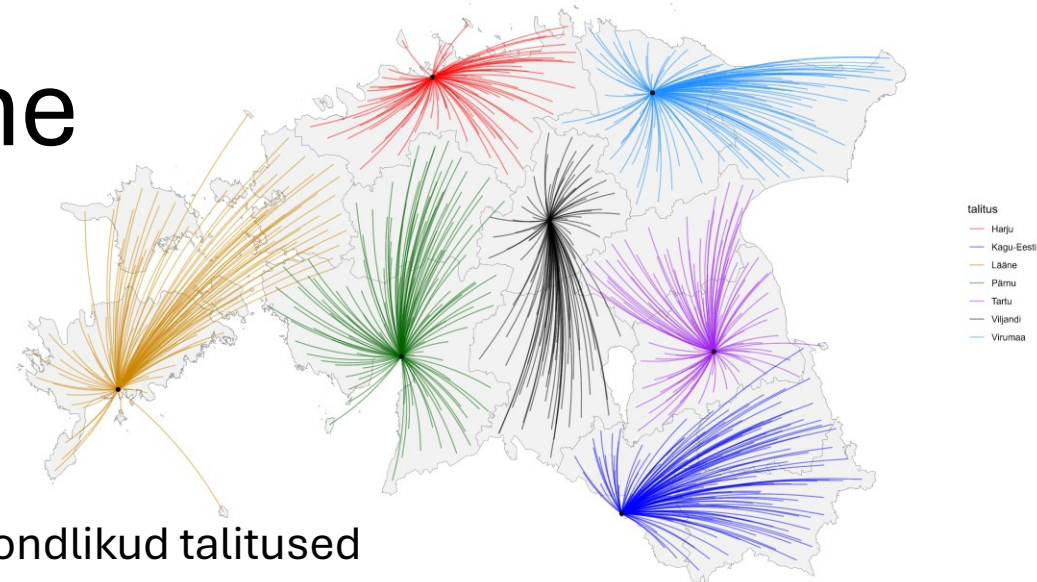 ne
talitus
Harju
Kagu-Eesti
Lääne
Pärnu
Tartu
Viljandi
Virumaa
ondlikud talitused